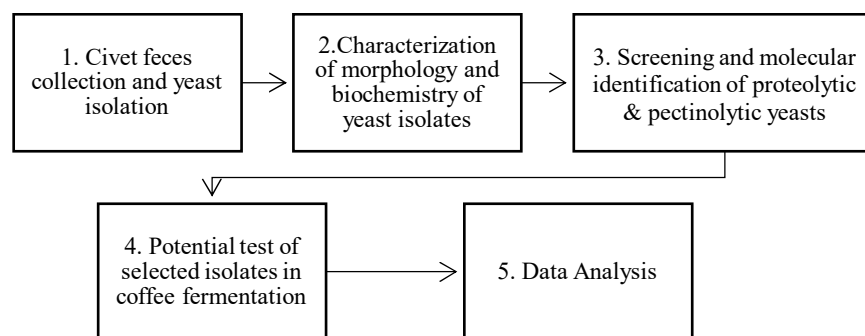 1. Civet feces
collection and yeast
isolation
2.Characterization
of morphology and
biochemistry of
yeast isolates
3. Screening and molecular
identification of proteolytic
& pectinolytic yeasts
4. Potential test of
selected isolates in
coffee fermentation
5. Data Analysis